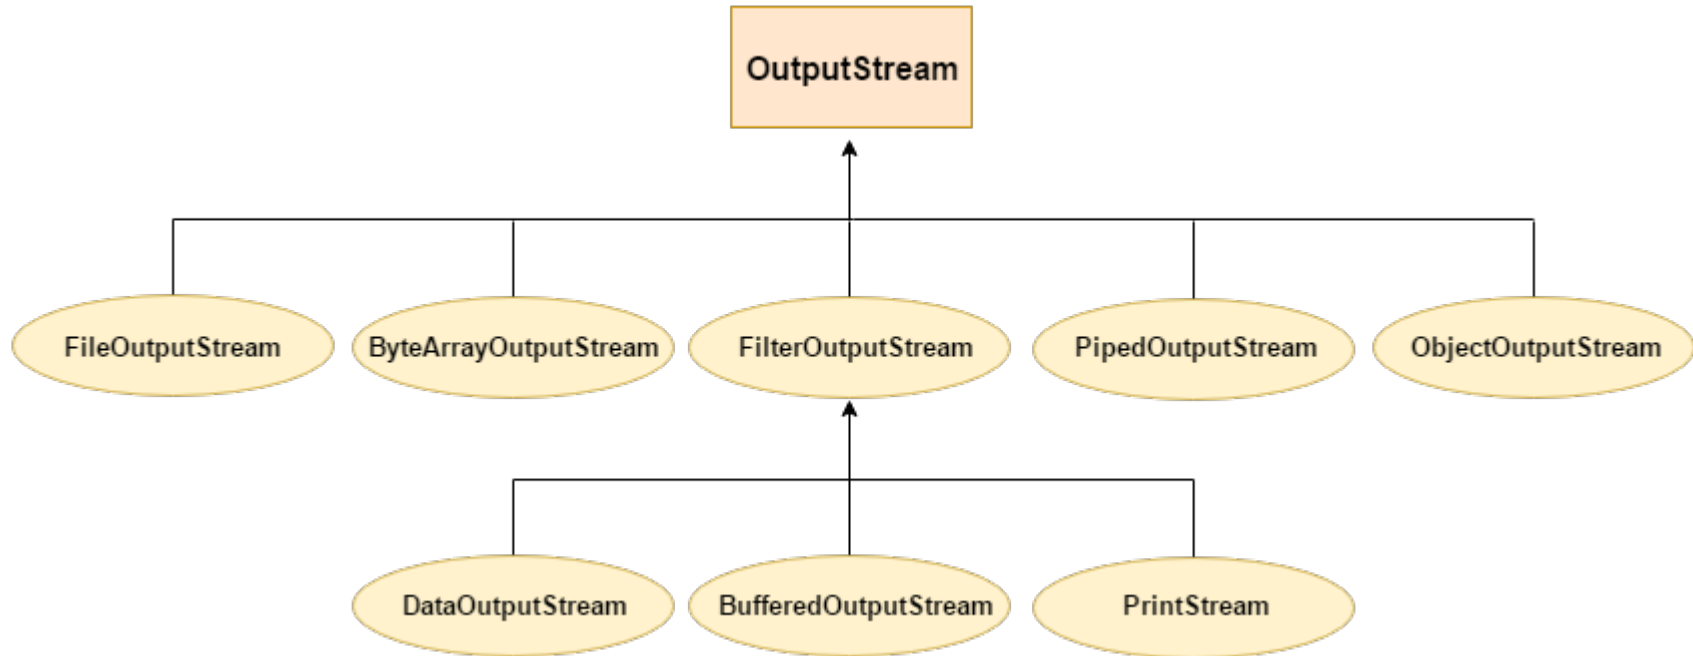 OutputStream
FileOutputStream
ByteArrayOutputStream
FilterOutputStream
PipedOutputStream
ObjectOutputStream
DataOutputStream
BufferedOutputStream
PrintStream